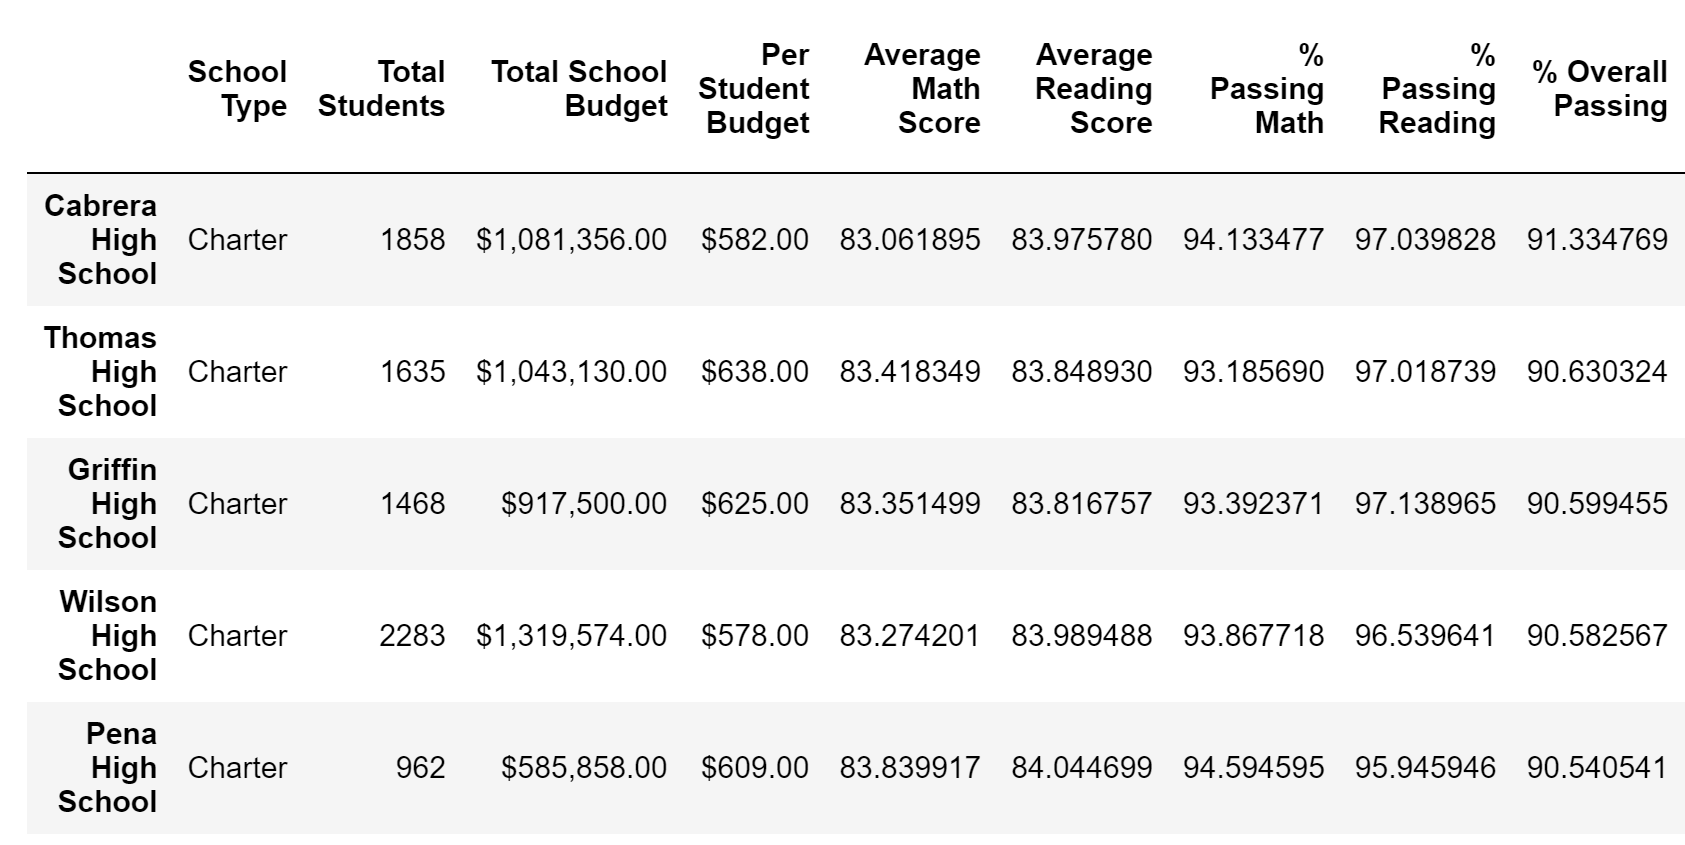 School Type Total Students Total School Budget Per Student Budget Average Math Score Average Reading Score % Passing Math % Passing Reading % Overall Passing
Cabrera High School Charter 1858 $1,081,356.00 $582.00 83.061895 83.975780 94.133477 97.039828 91.334769
Thomas High School Charter 1635 $1,043,130.00 $638.00 83.418349 83.848930 93.185690 97.018739 90.630324
Griffin High School Charter 1468 $917,500.00 $625.00 83.351499 83.816757 93.392371 97.138965 90.599455
Wilson High School Charter 2283 $1,319,574.00 $578.00 83.274201 83.989488 93.867718 96.539641 90.582567
Pena High School Charter 962 $585,858.00 $609.00 83.839917 84.044699 94.594595 95.945946 90.540541